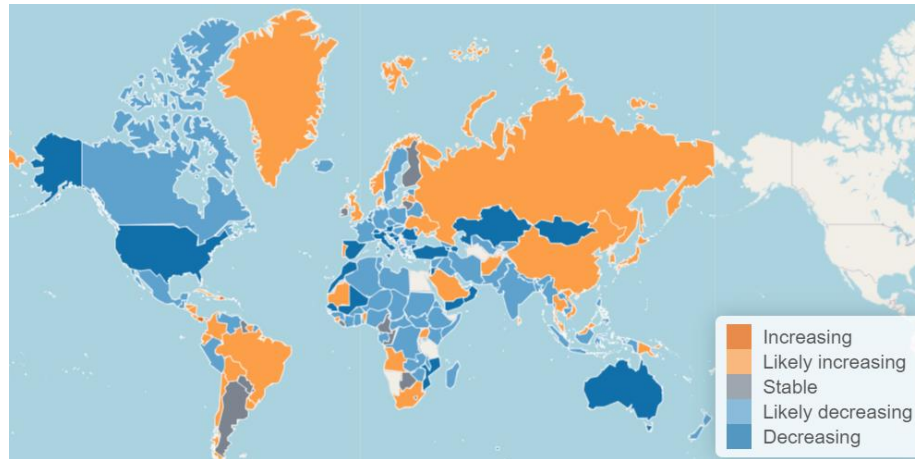 Increasing
Likely increasing
Stable
Likely decreasing
Decreasing